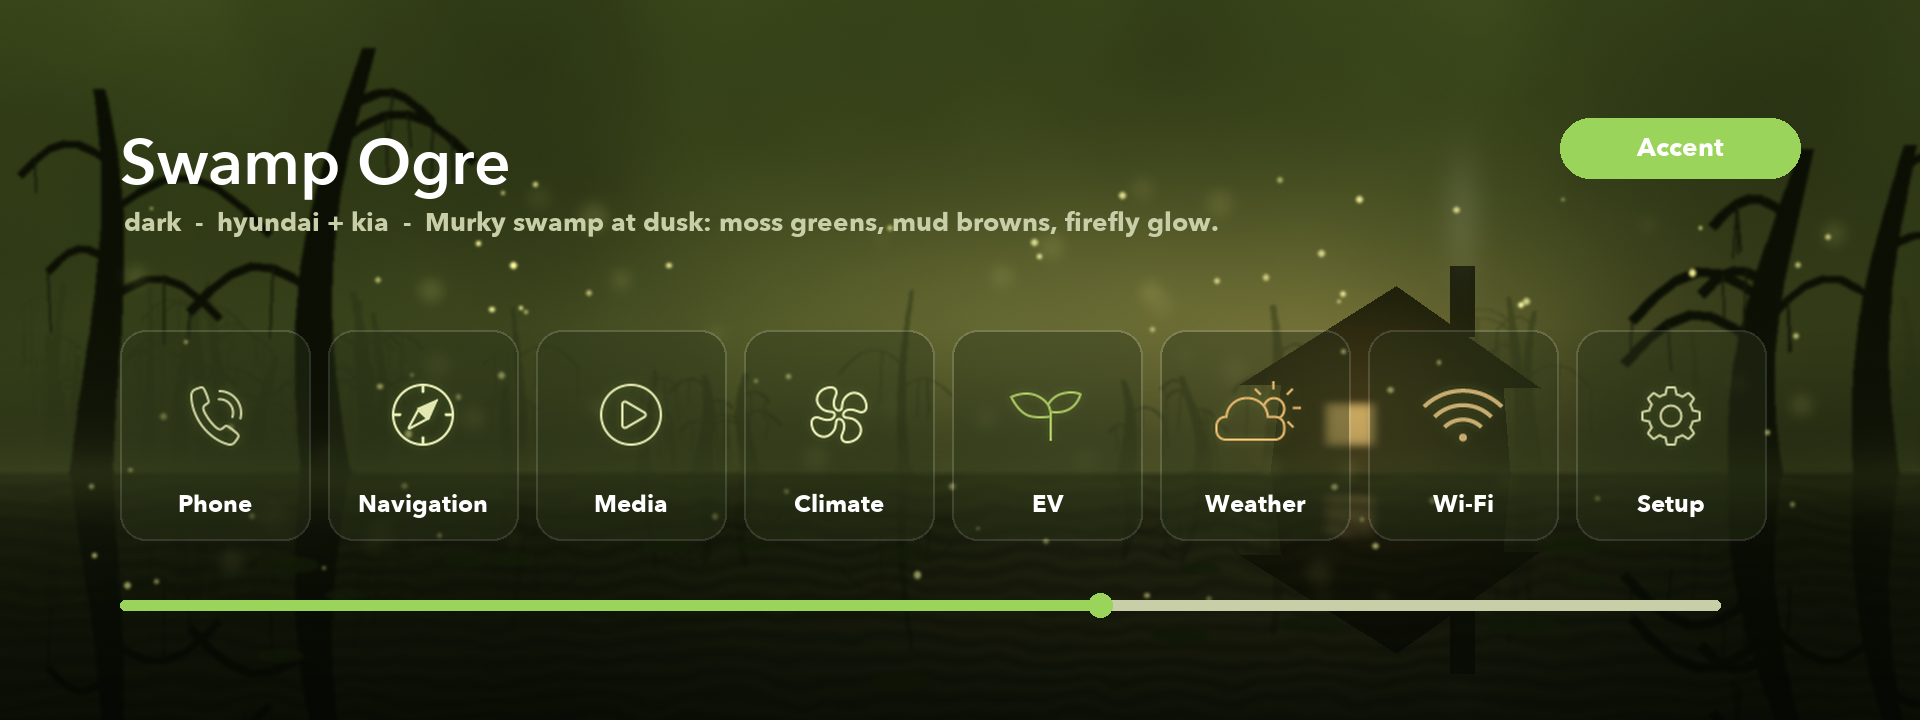 Swamp Ogre
Accent
dark - hyundai + kia - Murky swamp at dusk: moss greens, mud browns, firefly glow.
Phone
Navigation
Media
Climate
EV
Weather
Wi-Fi
Setup